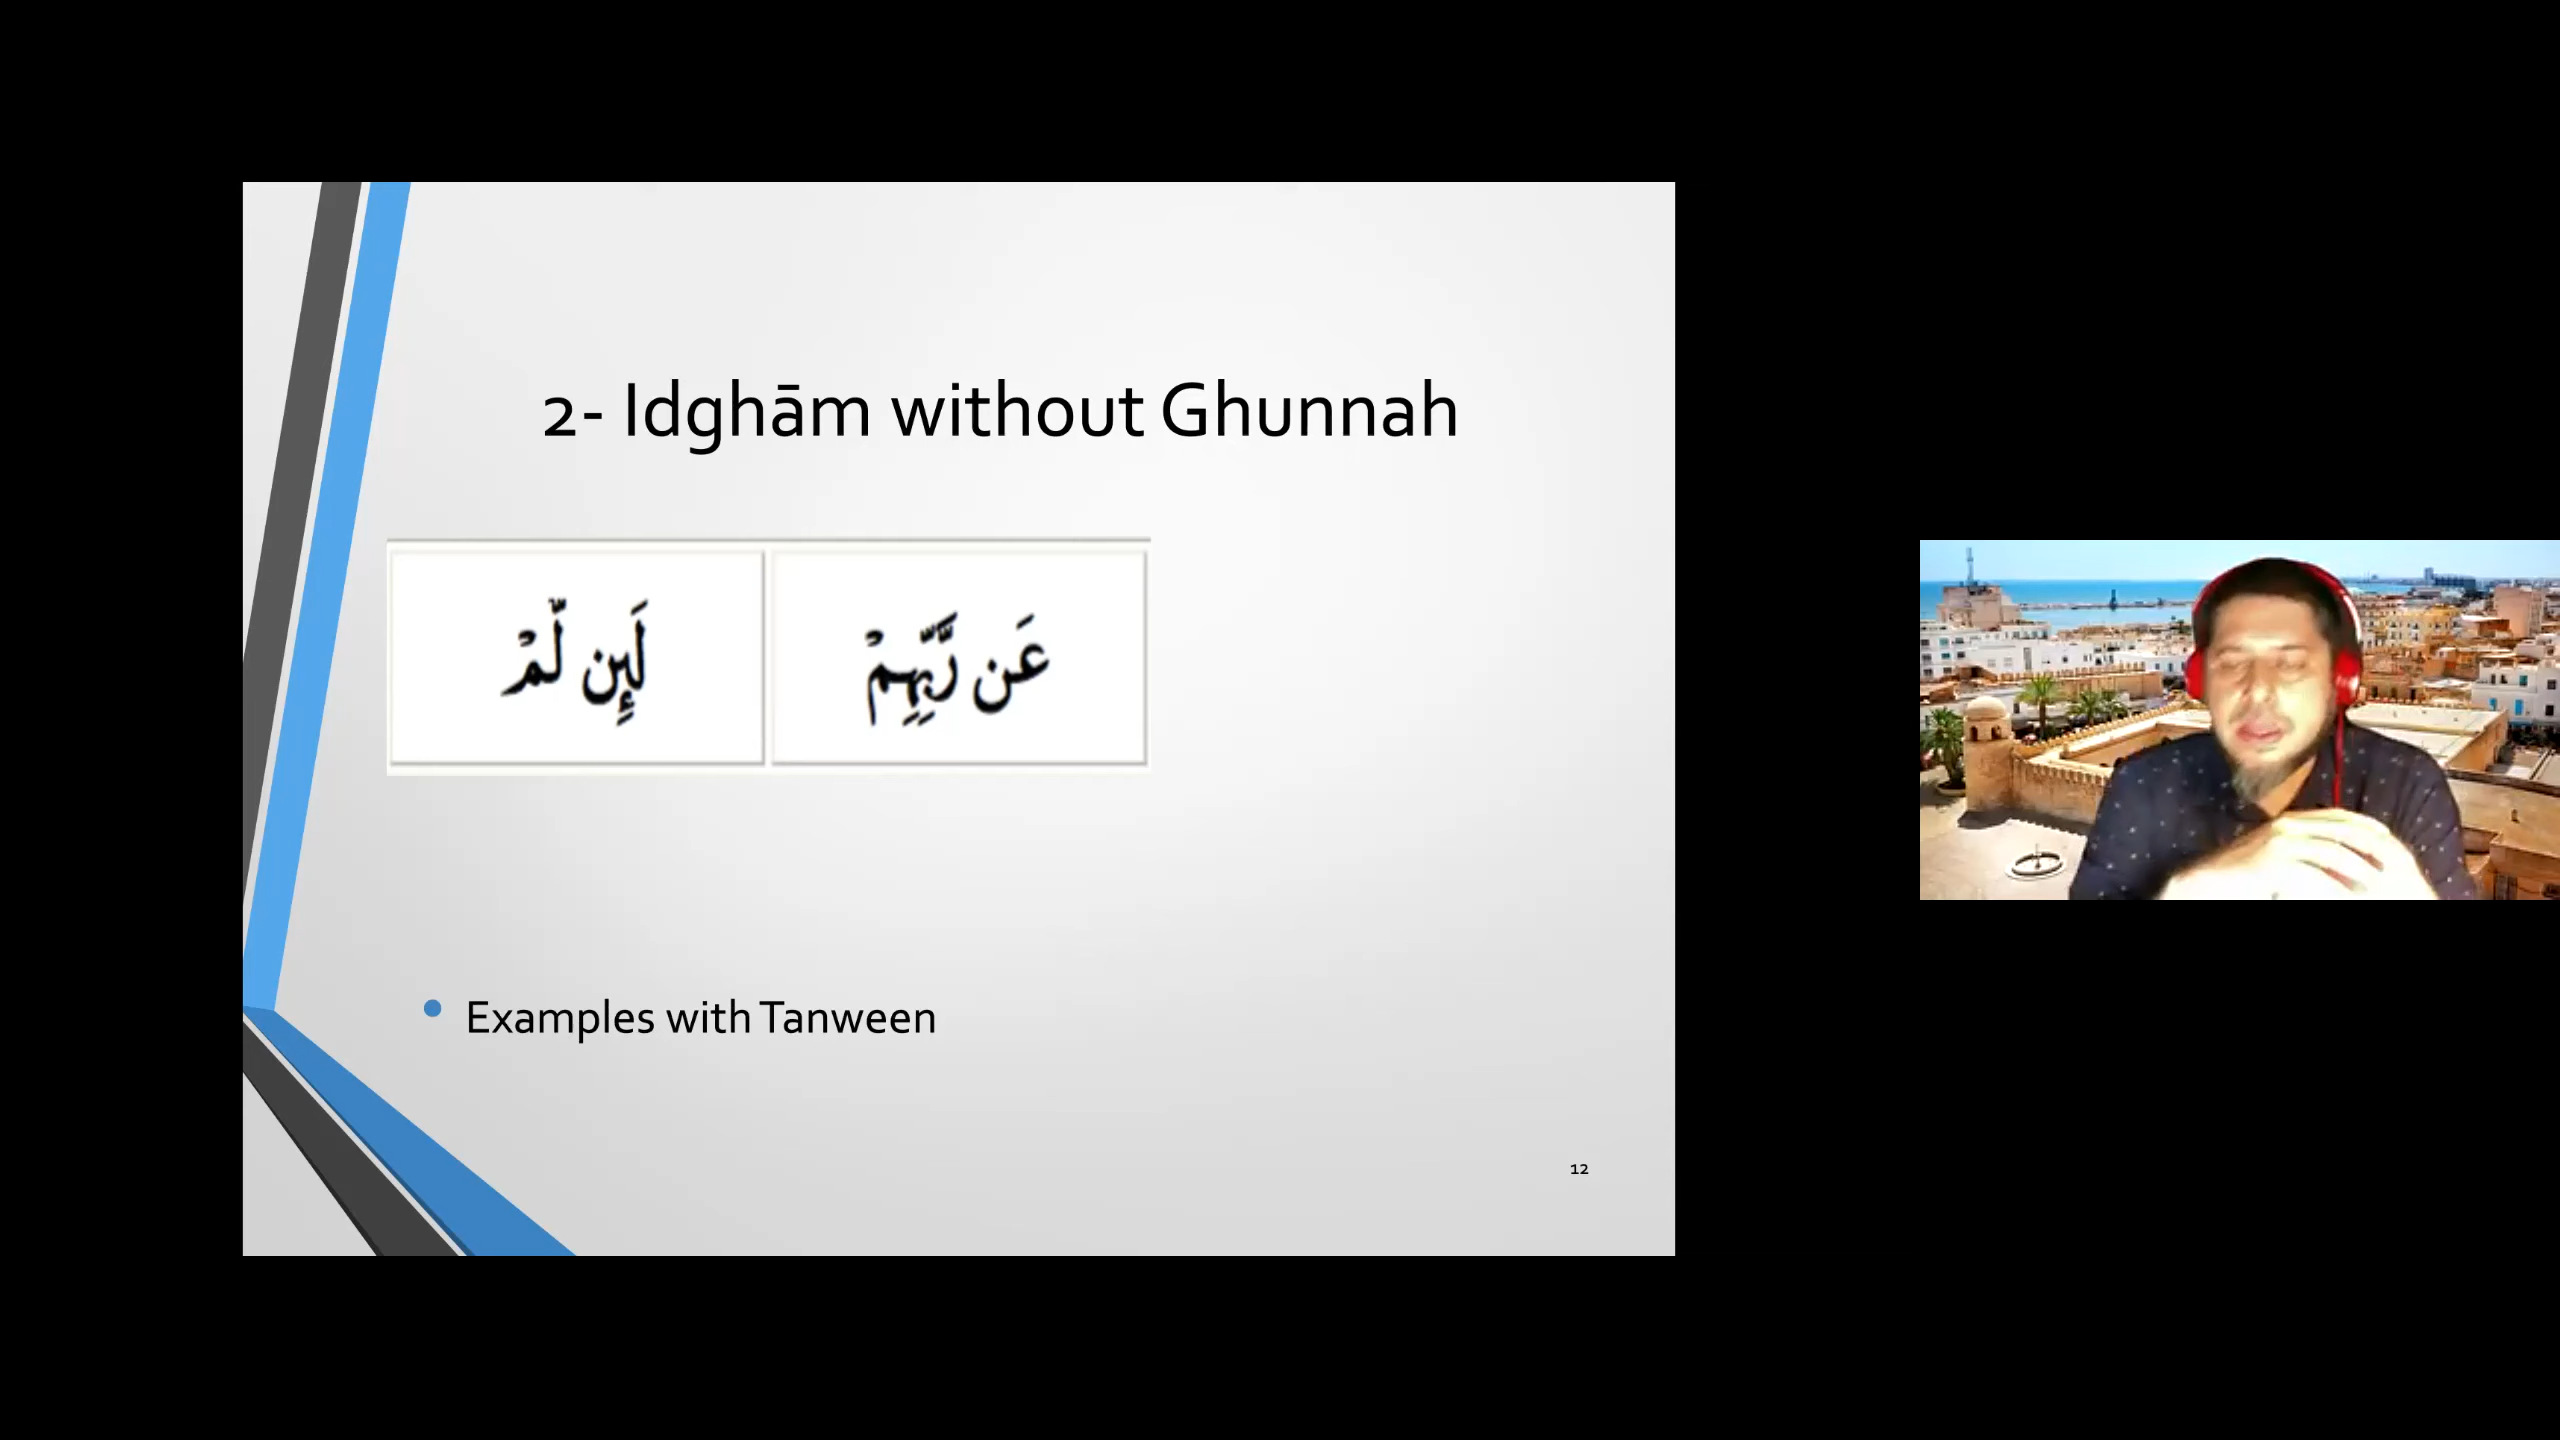 2- Idghām without Ghunnah
عَن رَّبِّهِمْ
لَئِن لَّمْ
• Examples with Tanween
12